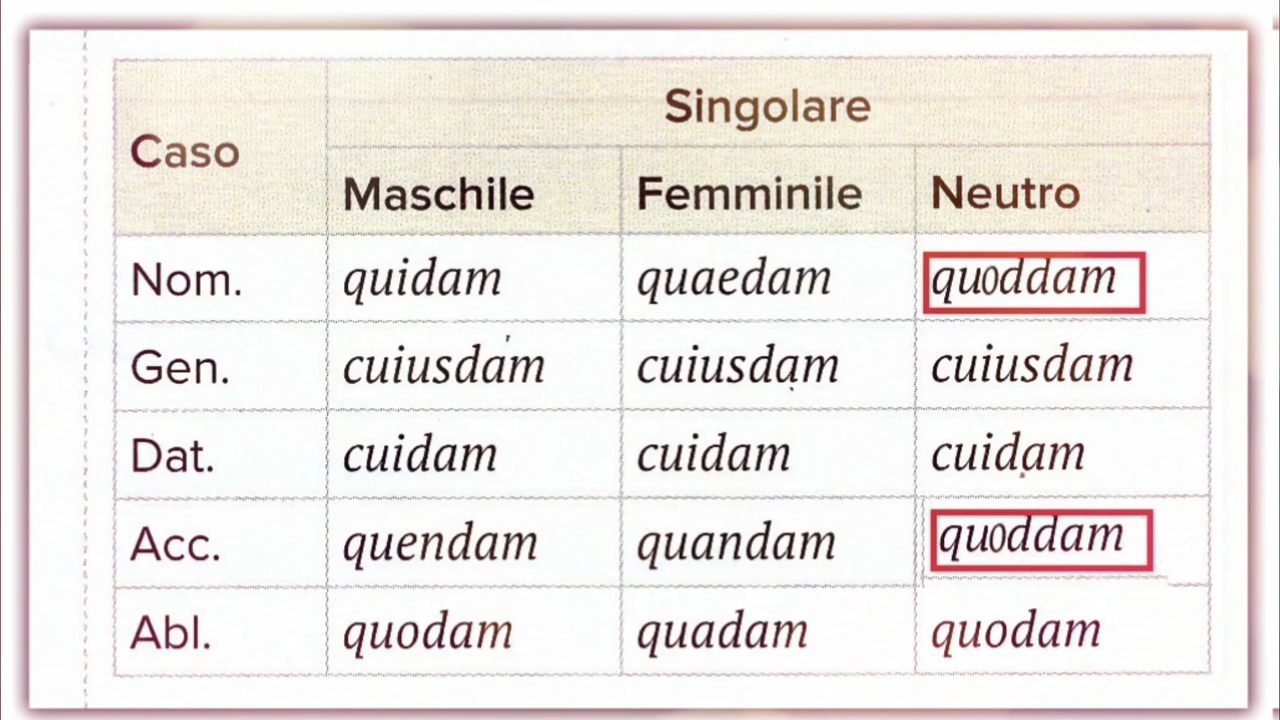 Singolare
Caso
Maschile Femminile Neutro
Nom. quidam quaedam quoddam
Gen. cuiusdam cuiusdam cuiusdam
Dat. cuidam cuidam cuidam
Acc. quendam quandam quoddam
Abl. quodam quadam quodam